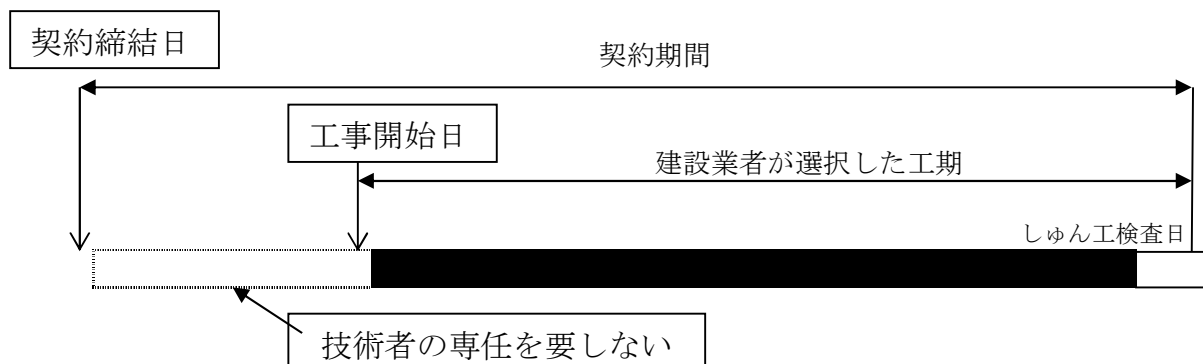 契約締結日
契約期間
工事開始日
建設業者が選択した工期
しゅん工検査日
技術者の専任を要しない